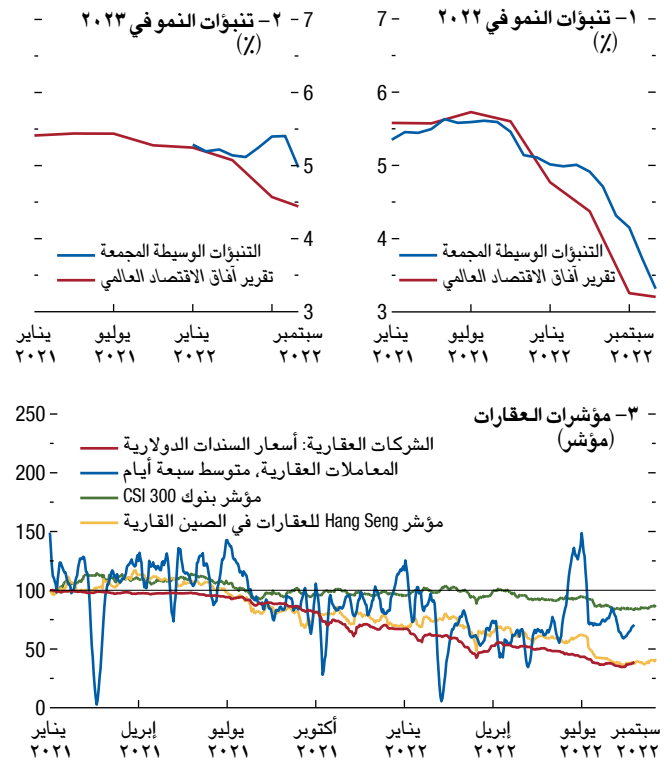 ١– تنبؤات النمو في ٢٠٢٢
(٪)
7
6
5
4
3
التنبؤات الوسيطة المجمعة
تقرير آفاق الاقتصاد العالمي
يناير ٢٠٢١
يوليو ٢٠٢١
يناير ٢٠٢٢
سبتمبر ٢٠٢٢
٢– تنبؤات النمو في ٢٠٢٣
(٪)
7
6
5
4
3
التنبؤات الوسيطة المجمعة
تقرير آفاق الاقتصاد العالمي
يناير ٢٠٢١
يوليو ٢٠٢١
يناير ٢٠٢٢
سبتمبر ٢٠٢٢
٣– مؤشرات العقارات
(مؤشر)
250
200
150
100
50
0
الشركات العقارية: أسعار السندات الدولارية
المعاملات العقارية، متوسط سبعة أيام
مؤشر بنوك CSI 300
مؤشر Hang Seng للعقارات في الصين القارية
يناير ٢٠٢١
إبريل ٢٠٢١
يوليو ٢٠٢١
أكتوبر ٢٠٢١
يناير ٢٠٢٢
إبريل ٢٠٢٢
يوليو ٢٠٢٢
سبتمبر ٢٠٢٢